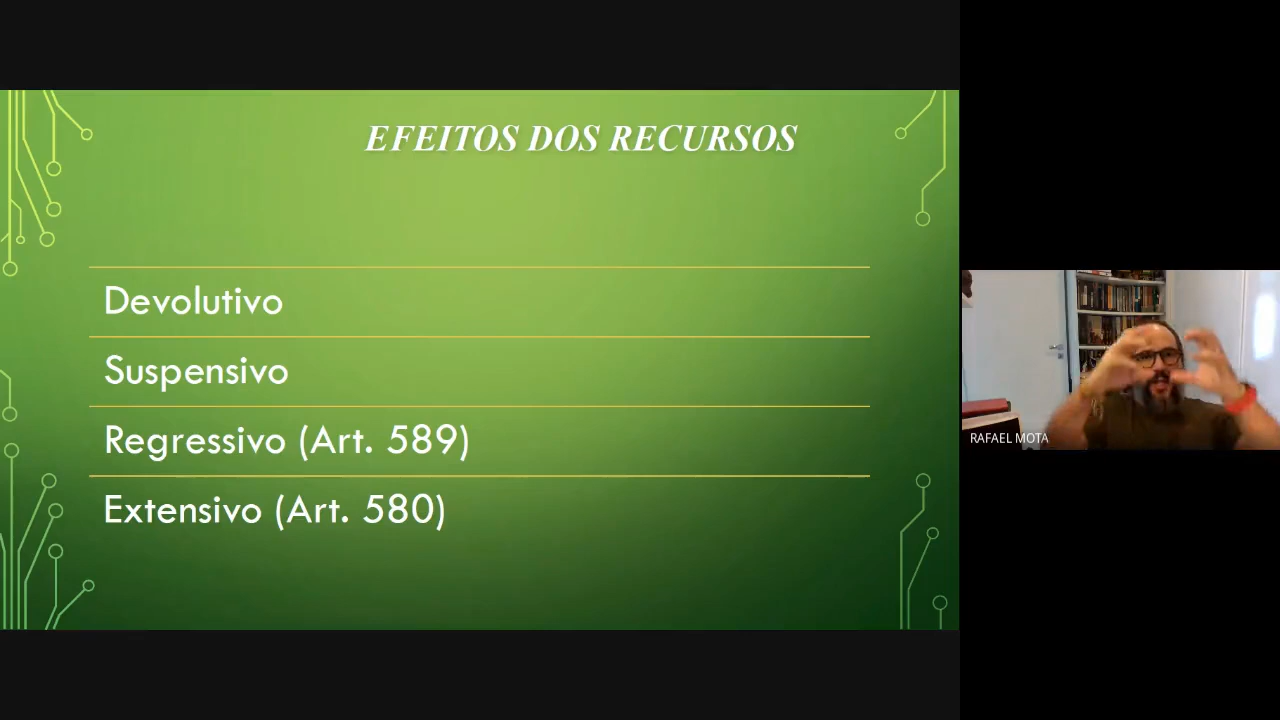 EFEITOS DOS RECURSOS
Devolutivo
Suspensivo
Regressivo (Art. 589)
Extensivo (Art. 580)
RAFAEL MOTA